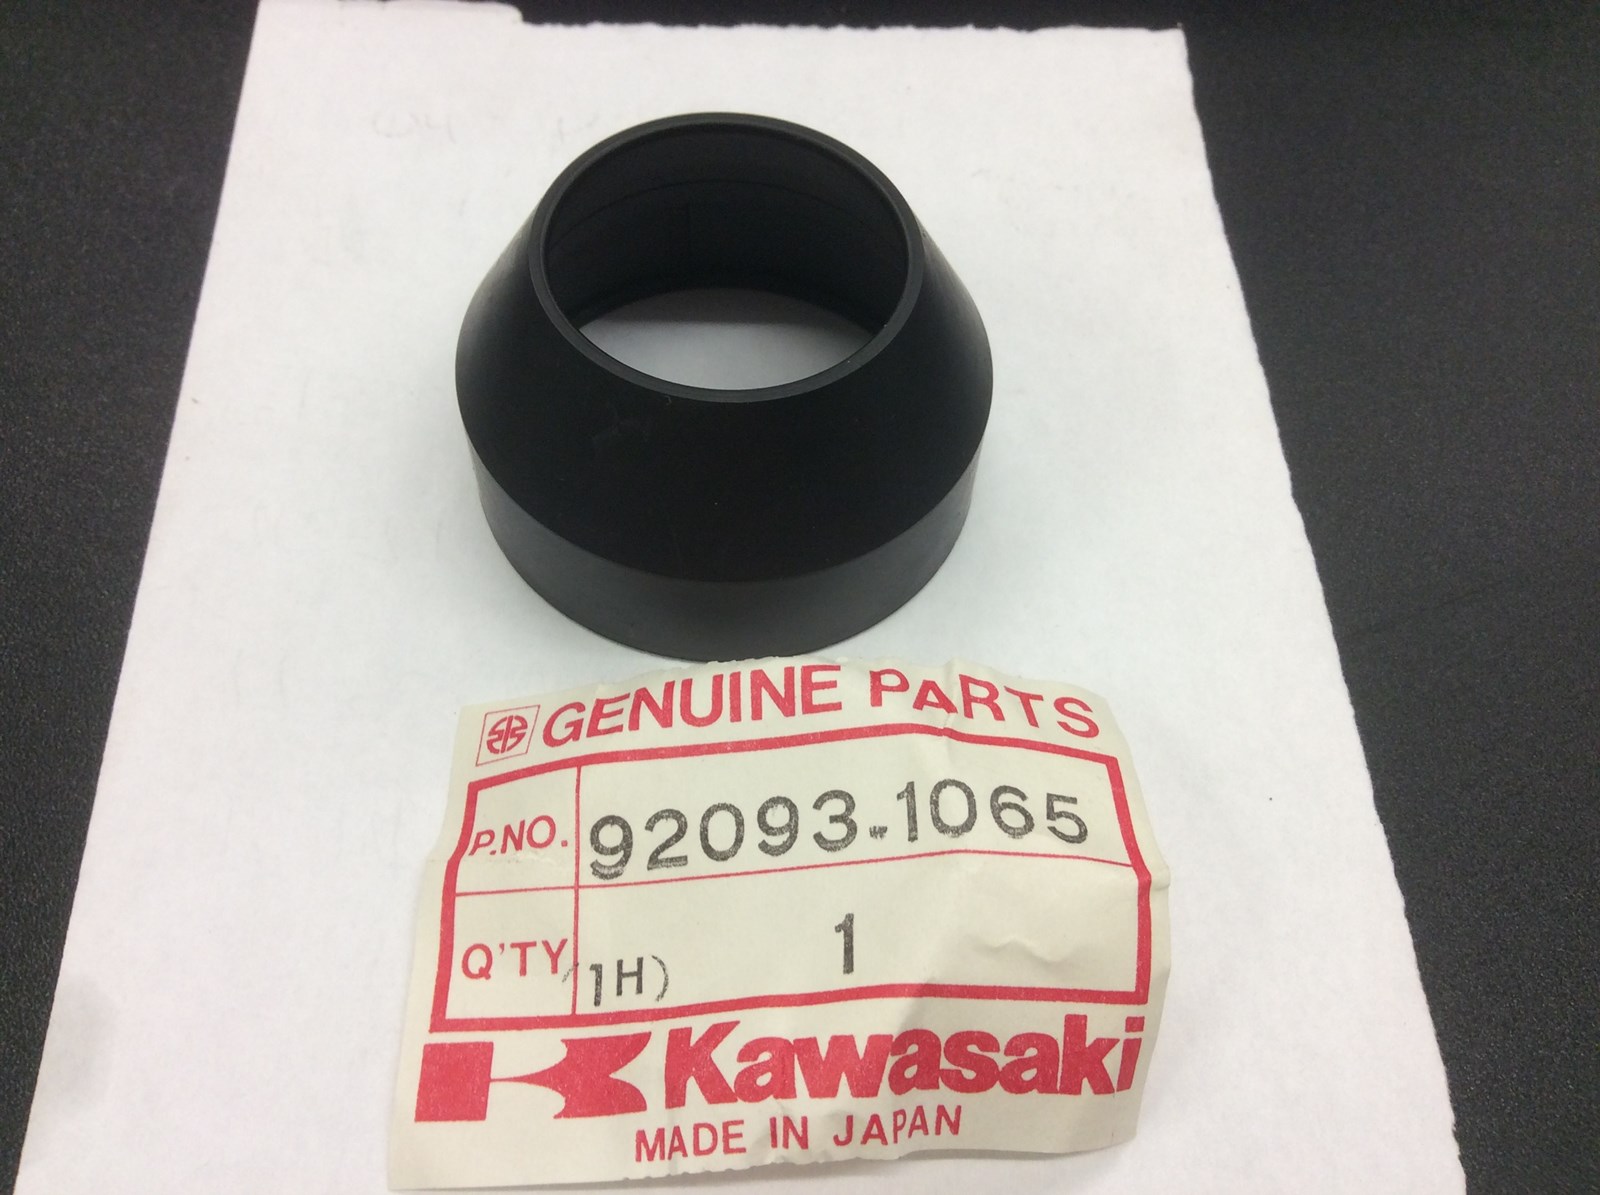 GENUINE PARTS
P.NO. 92093-1065
Q'TY 1H) 1
Kawasaki
MADE IN JAPAN